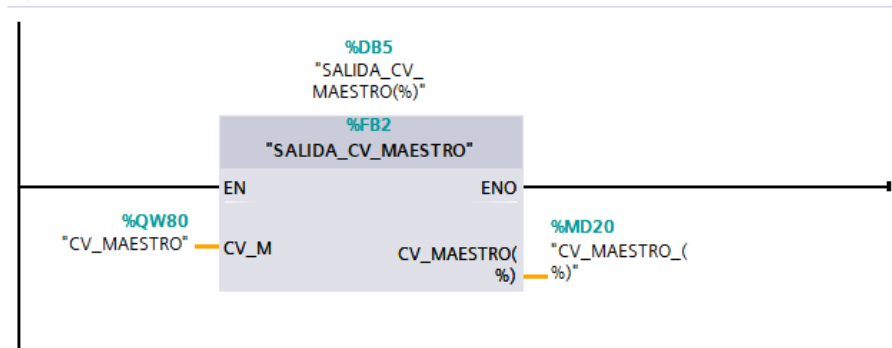 %DB5
"SALIDA_CV_
MAESTRO(%)"
%FB2
"SALIDA_CV_MAESTRO"
EN
ENO
%QW80
"CV_MAESTRO"
CV_M
CV_MAESTRO(
%)
%MD20
"CV_MAESTRO_(
%)"